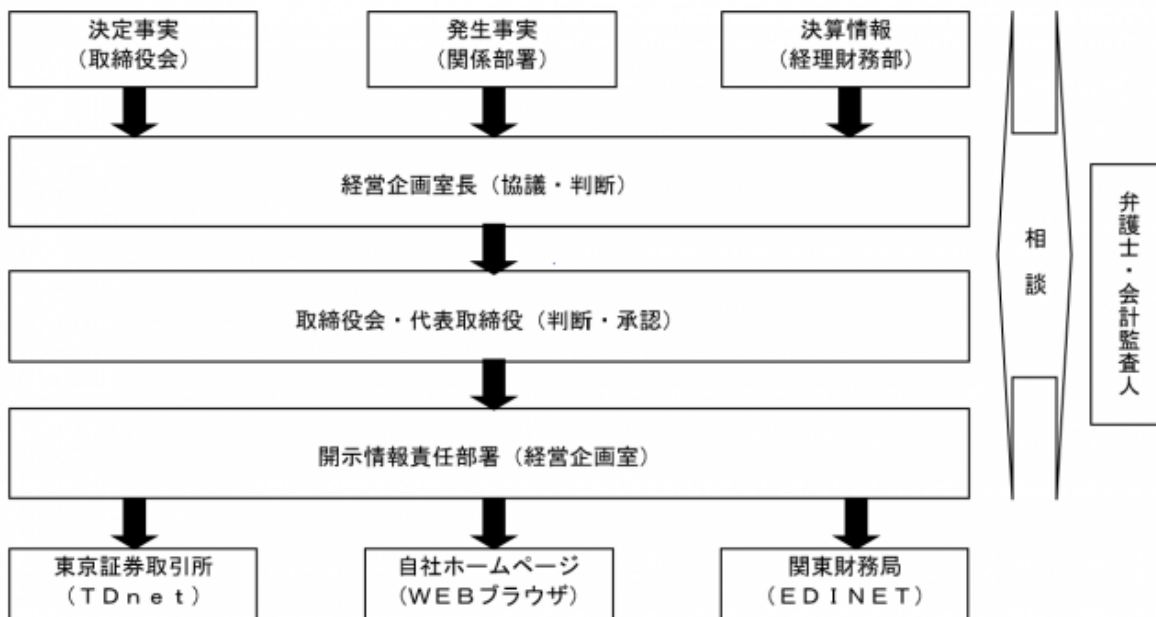 決定事実
(取締役会)
発生事実
(関係部署)
決算情報
(経理財務部)
経営企画室長(協議・判断)
取締役会・代表取締役(判断・承認)
開示情報責任部署(経営企画室)
東京証券取引所
(TDnet)
自社ホームページ
(WEBブラウザ)
関東財務局
(EDINET)
相談
弁護士・会計監査人